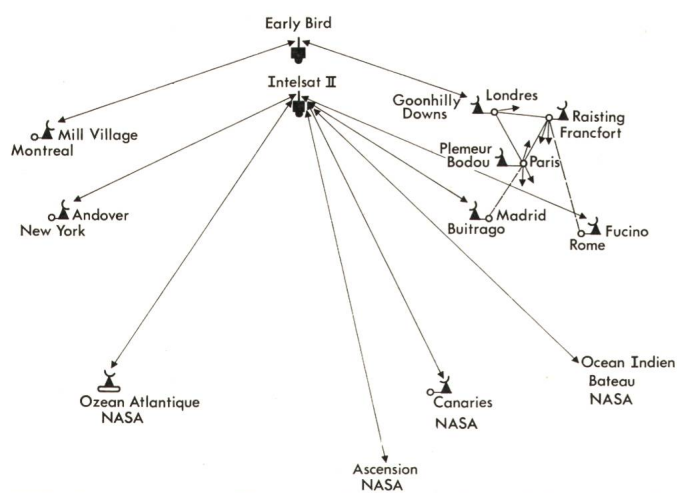 Early Bird
Intelsat II
Goonhilly
Downs
Londres
Raisting
Francfort
Mill Village
Montreal
Plemeur
Bodou
Paris
Andover
New York
Madrid
Buitrago
Fucino
Rome
Ocean Indien
Bateau
NASA
Ozean Atlantique
NASA
Canaries
NASA
Ascension
NASA